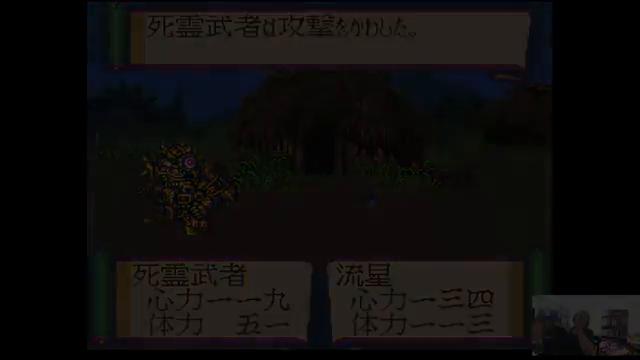 死霊武者は攻撃をかわした。
死霊武者
心力一一九
体力 五一
流星
心力一三四
体力一一三